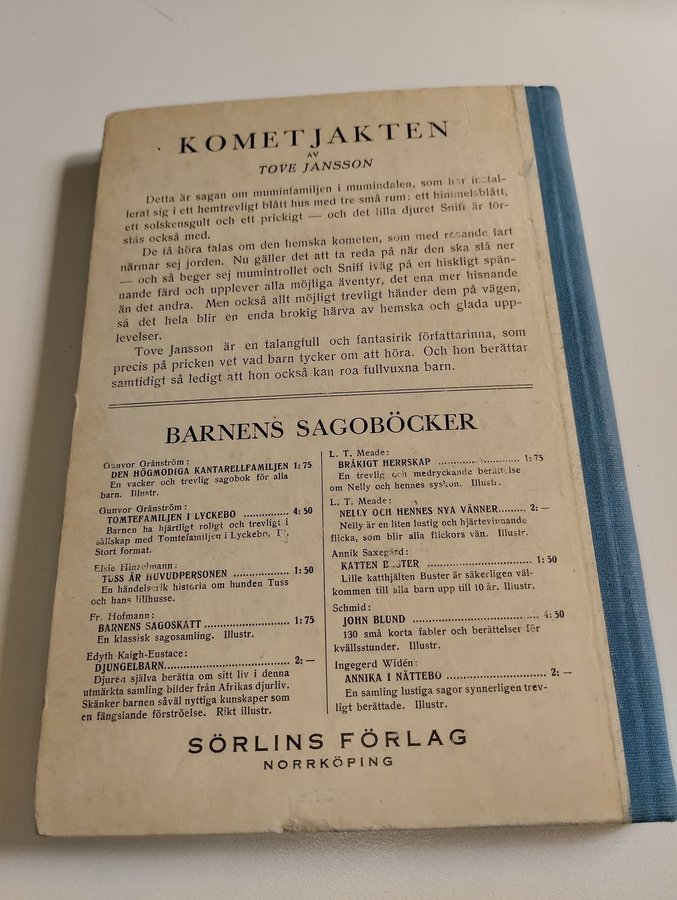 KOMETJAKTEN
AV
TOVE JANSSON
Detta är sagan om muminfamiljen i mumindalen, som har instal-
lerat sig i ett hemtrevligt blått hus med tre små rum: ett himmelsblått,
ett solskensgult och ett prickigt — och det lilla djuret Sniff är för-
stås också med.
De få höra talas om den hemska kometen, som med rasande fart
närmar sej jorden. Nu gäller det att ta reda på när den ska slå ner
— och så beger sej mumintrollet och Sniff iväg på en hiskligt spän-
nande färd och upplever alla möjliga äventyr, det ena mer hisnande
än det andra. Men också allt möjligt trevligt händer dem på vägen,
så det hela blir en enda brokig härva av hemska och glada upp-
levelser.
Tove Jansson är en talangfull och fantasirik författarinna, som
precis på pricken vet vad barn tycker om att höra. Och hon berättar
samtidigt så ledigt att hon också kan roa fullvuxna barn.
BARNENS SAGOBÖCKER
Gunvor Gränström:
DEN HÖGMODIGA KANTARELLFAMILJEN 1: 75
En vacker och trevlig sagobok för alla
barn. Illustr.
Gunvor Gränström:
TOMTEFAMILJEN I LYCKEBO .......... 4: 50
Barnen ha hjärtligt roligt och trevligt i
sällskap med Tomtefamiljen i Lyckebo.
Stort format.
Elsie Hinzelmann:
TUSS ÄR HUVUDPERSONEN .............. 1: 50
En händelserik historia om hunden Tuss
och hans lillhusse.
Fr. Hofmann:
BARNENS SAGOSKATT ..................... 1: 75
En klassisk sagosamling. Illustr.
Edyth Kaigh-Eustace:
DJUNGELBARN............................... 2: —
Djuren själva berätta om sitt liv i denna
utmärkta samling bilder från Afrikas djurliv.
Skänker barnen såväl nyttiga kunskaper som
en fängslande förströelse. Rikt illustr.
L. T. Meade:
BRÅKIGT HERRSKAP .................... 1: 75
En trevlig och medryckande berättelse
om Nelly och hennes syskon. Illustr.
L. T. Meade:
NELLY OCH HENNES NYA VÄNNER........ 2: —
Nelly är en liten lustig och hjärtevinnande
flicka, som blir alla flickors vän. Illustr.
Annik Saxegård:
KATTEN BUSTER ........................... 1: 50
Lille katthjälten Buster är säkerligen väl-
kommen till alla barn upp till 10 år. Illustr.
Schmid:
JOHN BLUND ............................... 4: 50
130 små korta fabler och berättelser för
kvällsstunder. Illustr.
Ingegerd Widén:
ANNIKA I NÄTTEBO ....................... 2: —
En samling lustiga sagor synnerligen trev-
ligt berättade. Illustr.
SÖRLINS FÖRLAG
NORRKÖPING